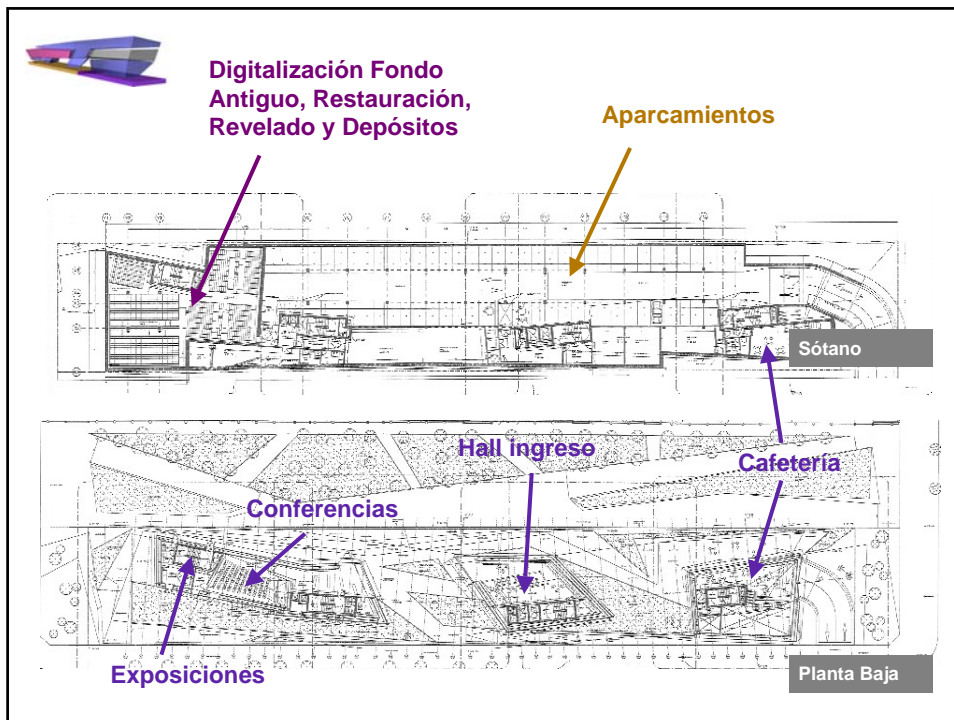 Digitalización Fondo
Antiguo, Restauración,
Revelado y Depósitos
Aparcamientos
Sótano
Hall ingreso
Cafetería
Conferencias
Exposiciones
Planta Baja